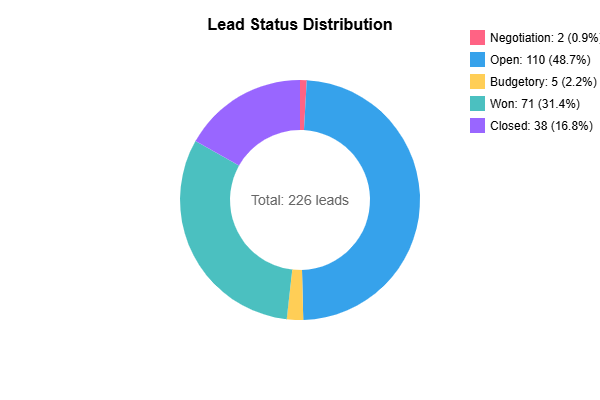 Lead Status Distribution
Negotiation: 2 (0.9%
Open: 110 (48.7%)
Budgetory: 5 (2.2%)
Won: 71 (31.4%)
Closed: 38 (16.8%)
Total: 226 leads